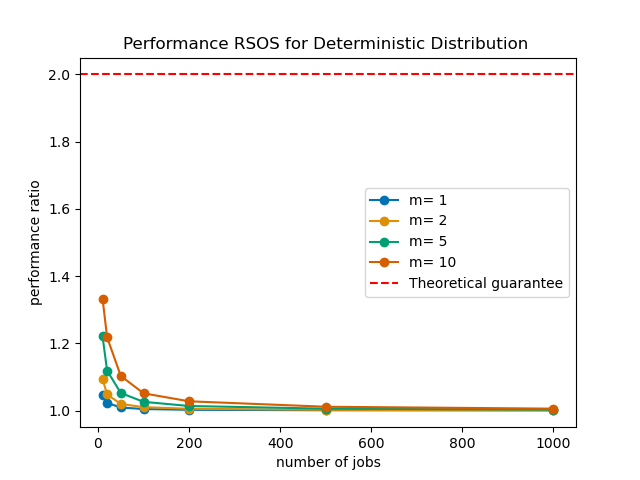 Performance RSOS for Deterministic Distribution
performance ratio
2.0
1.8
1.6
1.4
1.2
1.0
m= 1
m= 2
m= 5
m= 10
Theoretical guarantee
0 200 400 600 800 1000
number of jobs